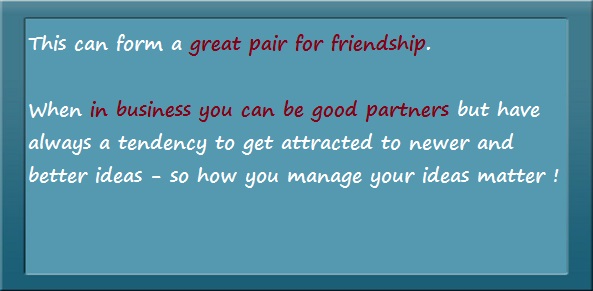 This can form a great pair for friendship.
When in business you can be good partners but have
always a tendency to get attracted to newer and
better ideas - so how you manage your ideas matter !